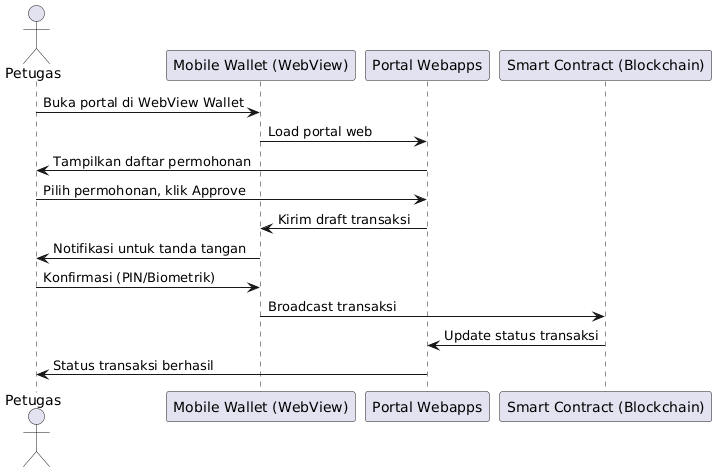 Petugas
Mobile Wallet (WebView)
Portal Webapps
Smart Contract (Blockchain)
Buka portal di WebView Wallet
Load portal web
Tampilkan daftar permohonan
Pilih permohonan, klik Approve
Kirim draft transaksi
Notifikasi untuk tanda tangan
Konfirmasi (PIN/Biometrik)
Broadcast transaksi
Update status transaksi
Status transaksi berhasil
Petugas
Mobile Wallet (WebView)
Portal Webapps
Smart Contract (Blockchain)